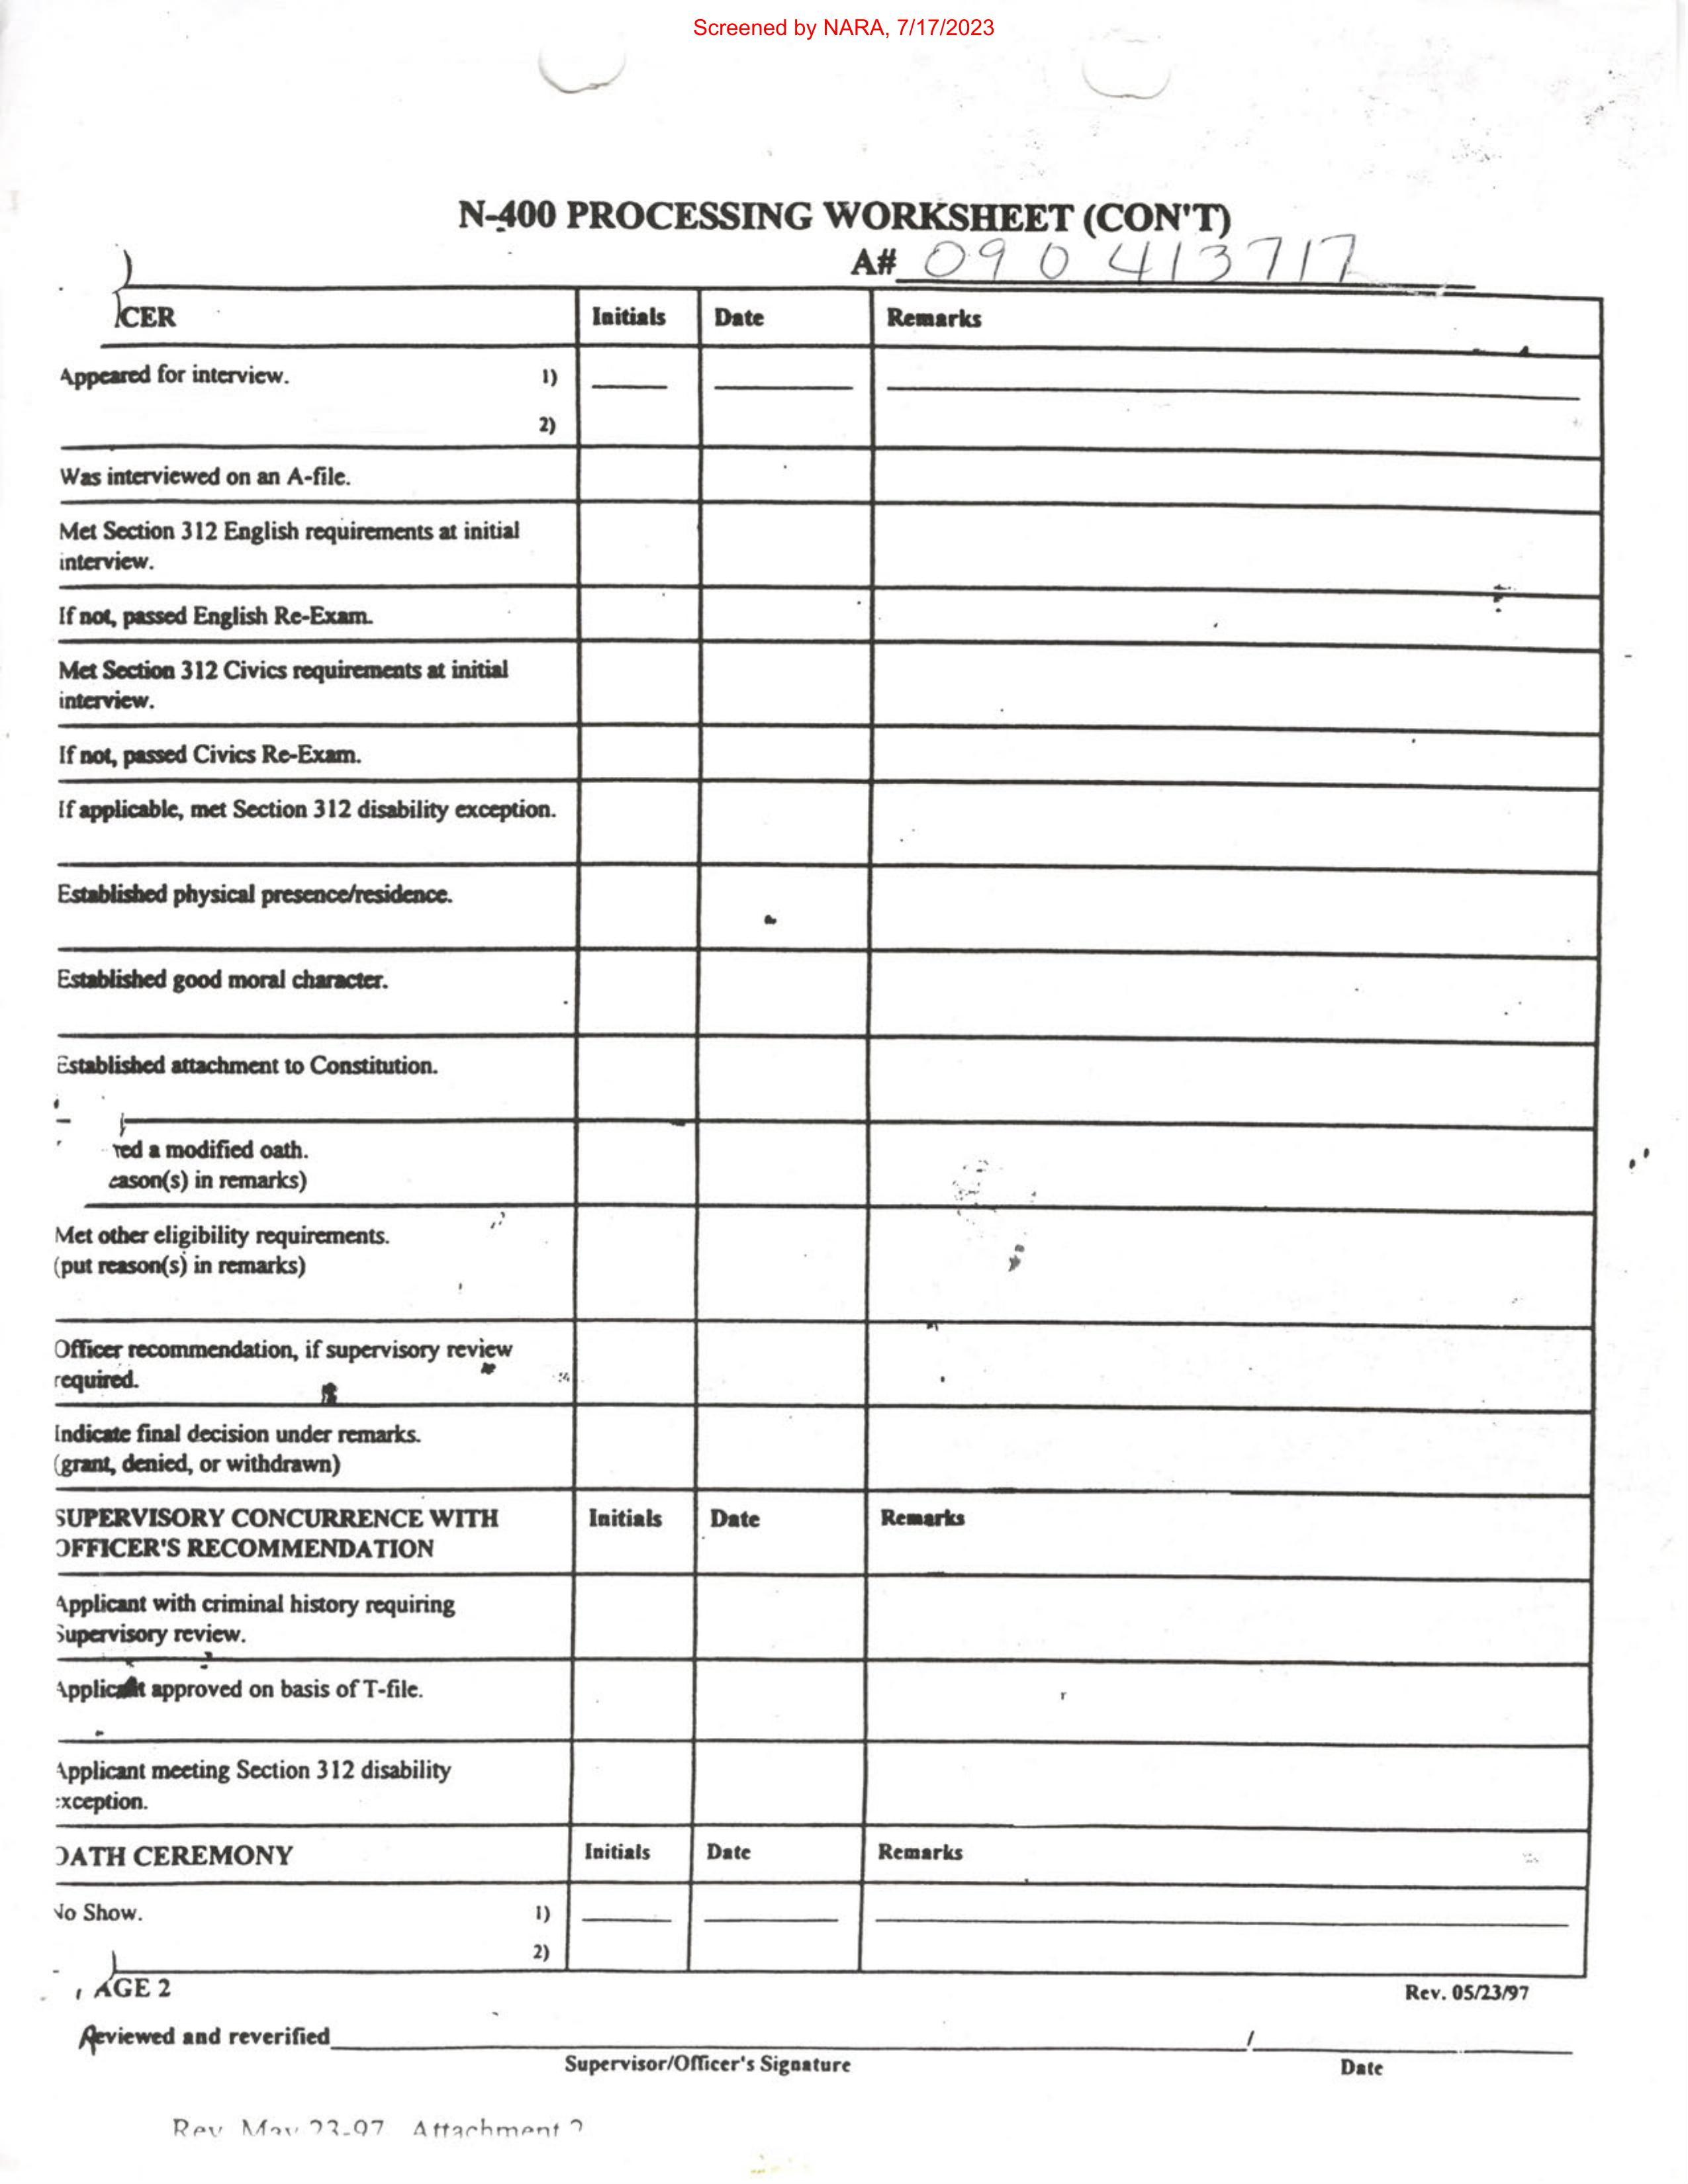 Screened by NARA, 7/17/2023
N-400 PROCESSING WORKSHEET (CON'T)
A# 090413717
CER Initials Date Remarks
Appeared for interview. 1)
2)
Was interviewed on an A-file.
Met Section 312 English requirements at initial
interview.
If not, passed English Re-Exam.
Met Section 312 Civics requirements at initial
interview.
If not, passed Civics Re-Exam.
If applicable, met Section 312 disability exception.
Established physical presence/residence.
Established good moral character.
Established attachment to Constitution.
red a modified oath.
eason(s) in remarks)
Met other eligibility requirements.
(put reason(s) in remarks)
Officer recommendation, if supervisory review
required.
Indicate final decision under remarks.
(grant, denied, or withdrawn)
SUPERVISORY CONCURRENCE WITH Initials Date Remarks
OFFICER'S RECOMMENDATION
Applicant with criminal history requiring
Supervisory review.
Applicant approved on basis of T-file.
Applicant meeting Section 312 disability
exception.
OATH CEREMONY Initials Date Remarks
No Show. 1)
2)
AGE 2 Rev. 05/23/97
Reviewed and reverified / 
Supervisor/Officer's Signature Date
Rev May 23-97 Attachment 2